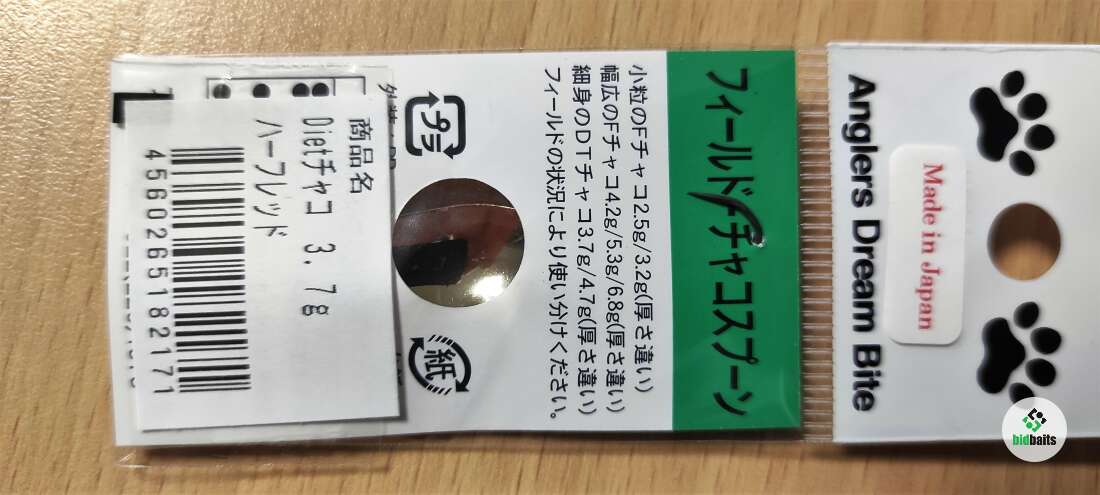 Anglers Dream Bite
Made in Japan
フィールドチャコスプーン
小粒のFチャコ2.5g/3.2g(厚さ違い)
幅広のFチャコ4.2g/5.3g/6.8g(厚さ違い)
細身のDTチャコ3.7g/4.7g(厚さ違い)
フィールドの状況により使い分けください。
プラ
紙
商品名
Dietチャコ 3.7g
ハーフレッド
4560265182171
bidbaits